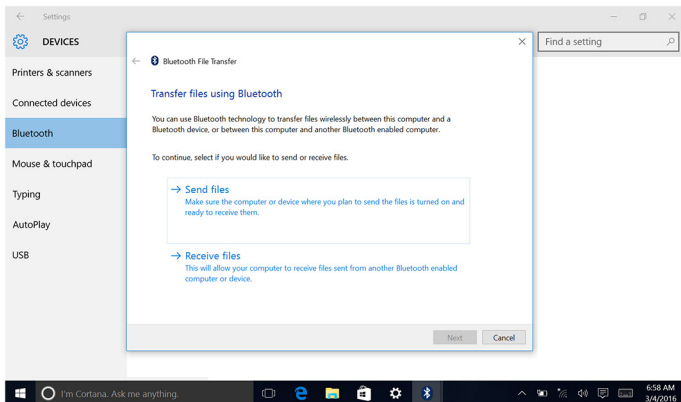 Settings
DEVICES
Find a setting
Printers & scanners
Connected devices
Bluetooth
Mouse & touchpad
Typing
AutoPlay
USB
Bluetooth File Transfer
Transfer files using Bluetooth
You can use Bluetooth technology to transfer files wirelessly between this computer and a
Bluetooth device, or between this computer and another Bluetooth enabled computer.
To continue, select if you would like to send or receive files.
Send files
Make sure the computer or device where you plan to send the files is turned on and
ready to receive them.
Receive files
This will allow your computer to receive files sent from another Bluetooth enabled
computer or device.
Next
Cancel
I'm Cortana. Ask me anything.
6:58 AM
3/4/2016